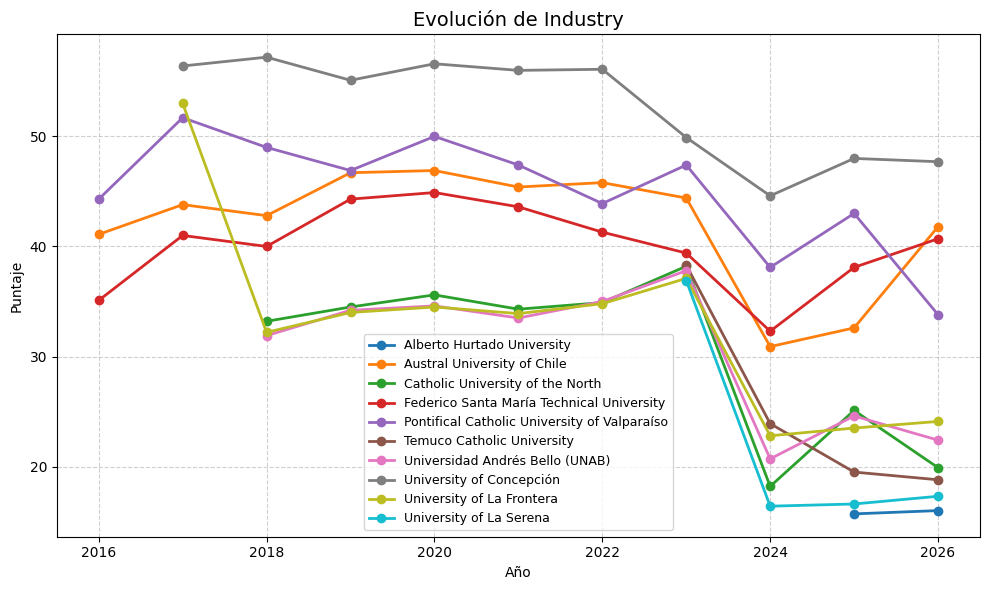 Evolución de Industry
Puntaje
50
40
30
20
Alberto Hurtado University
Austral University of Chile
Catholic University of the North
Federico Santa María Technical University
Pontifical Catholic University of Valparaíso
Temuco Catholic University
Universidad Andrés Bello (UNAB)
University of Concepción
University of La Frontera
University of La Serena
2016 2018 2020 2022 2024 2026
Año